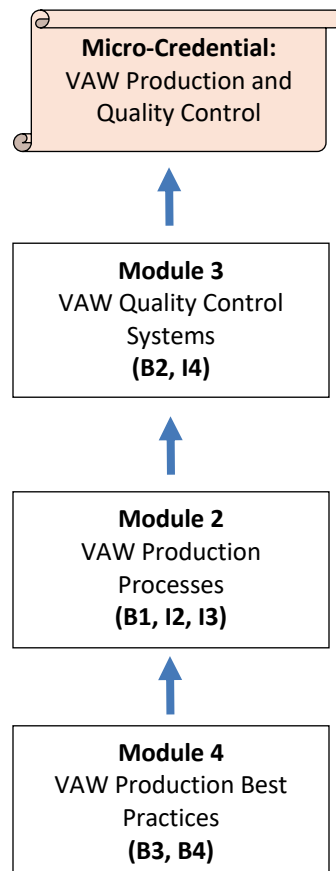 Micro-Credential:
VAW Production and
Quality Control
Module 3
VAW Quality Control
Systems
(B2, I4)
Module 2
VAW Production
Processes
(B1, I2, I3)
Module 4
VAW Production Best
Practices
(B3, B4)